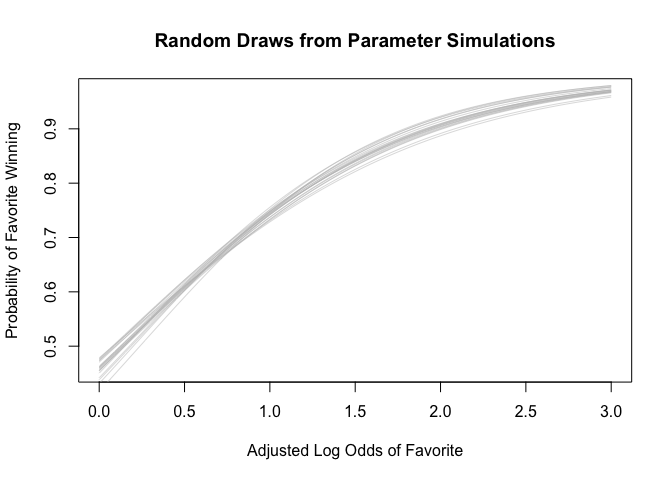 Random Draws from Parameter Simulations
Probability of Favorite Winning
0.9
0.8
0.7
0.6
0.5
0.0 0.5 1.0 1.5 2.0 2.5 3.0
Adjusted Log Odds of Favorite